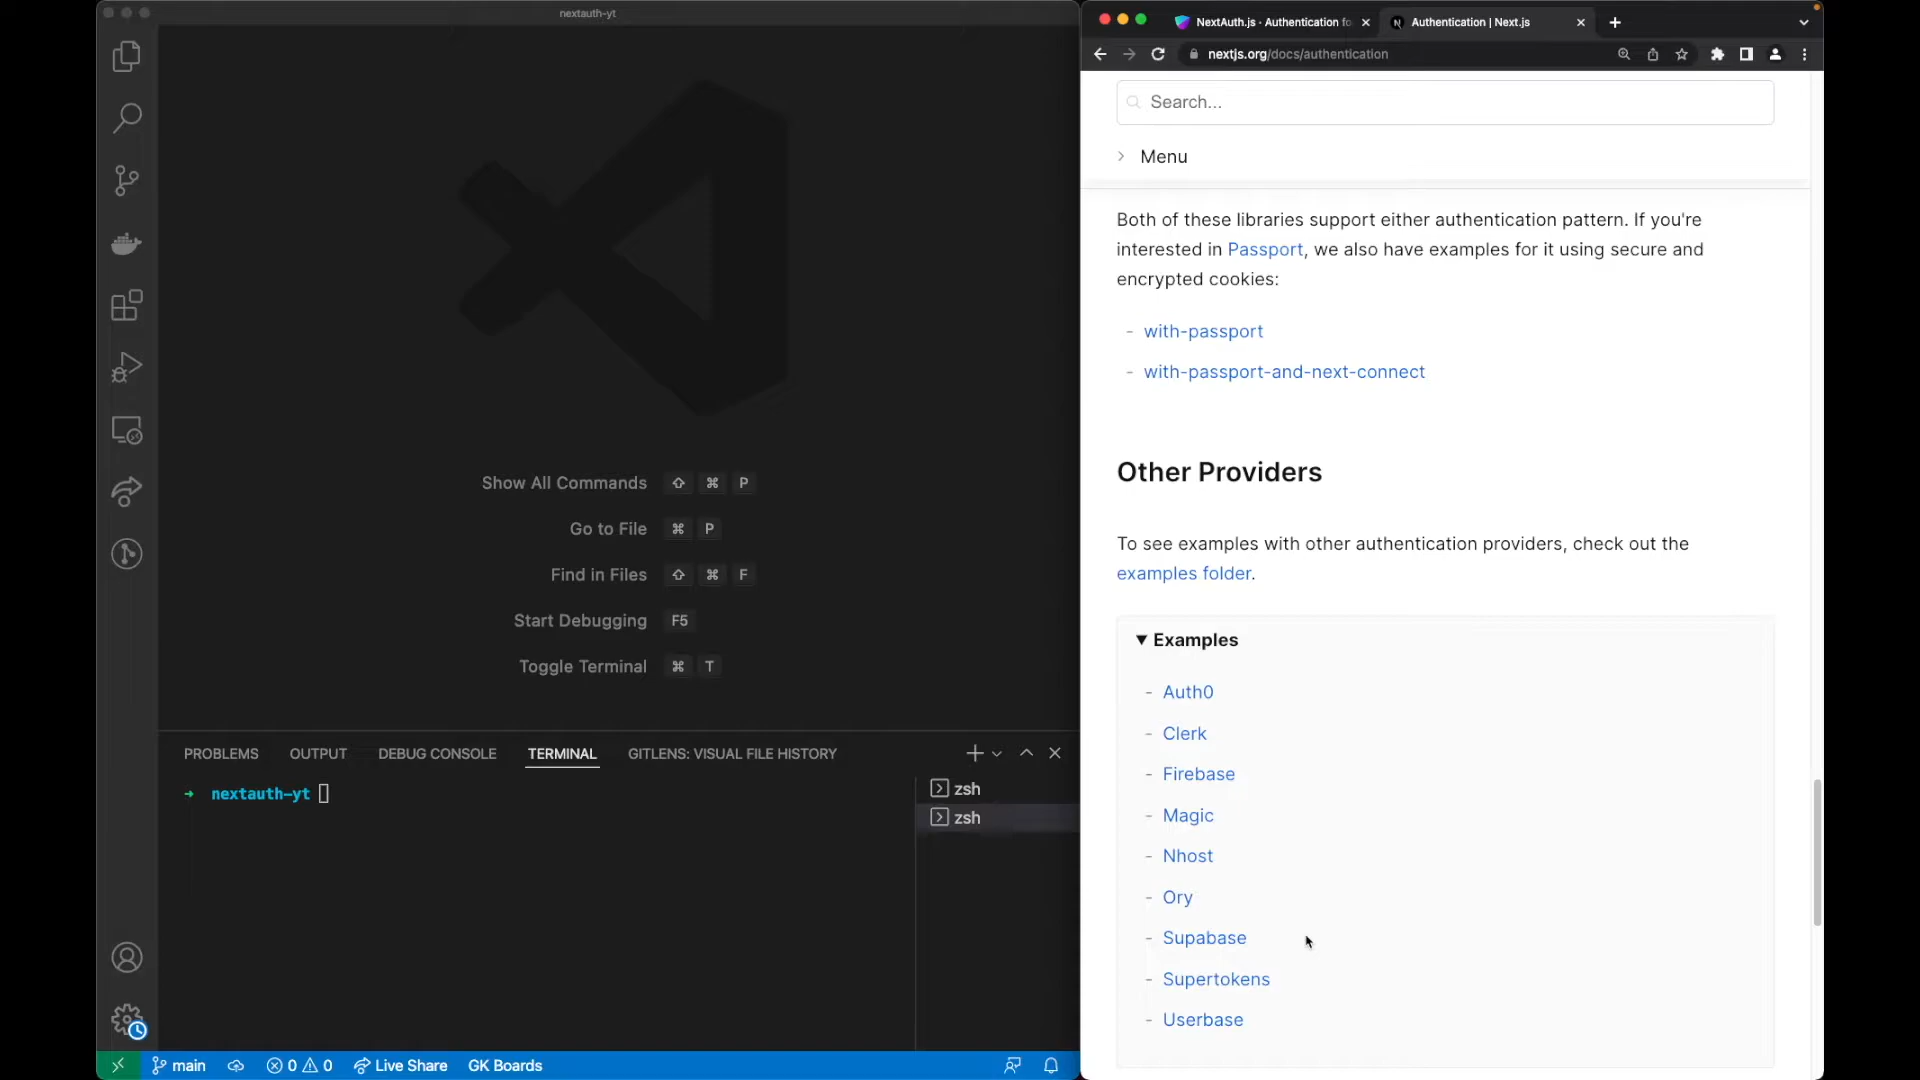 nextauth-yt
Show All Commands ⇧ ⌘ P
Go to File ⌘ P
Find in Files ⇧ ⌘ F
Start Debugging F5
Toggle Terminal ⌘ T
PROBLEMS OUTPUT DEBUG CONSOLE TERMINAL GITLENS: VISUAL FILE HISTORY
→ nextauth-yt
zsh
zsh
main 0 0 Live Share GK Boards
NextAuth.js · Authentication fo
Authentication | Next.js
nextjs.org/docs/authentication
Search...
Menu
Both of these libraries support either authentication pattern. If you're
interested in Passport, we also have examples for it using secure and
encrypted cookies:
- with-passport
- with-passport-and-next-connect
Other Providers
To see examples with other authentication providers, check out the
examples folder.
▼ Examples
- Auth0
- Clerk
- Firebase
- Magic
- Nhost
- Ory
- Supabase
- Supertokens
- Userbase